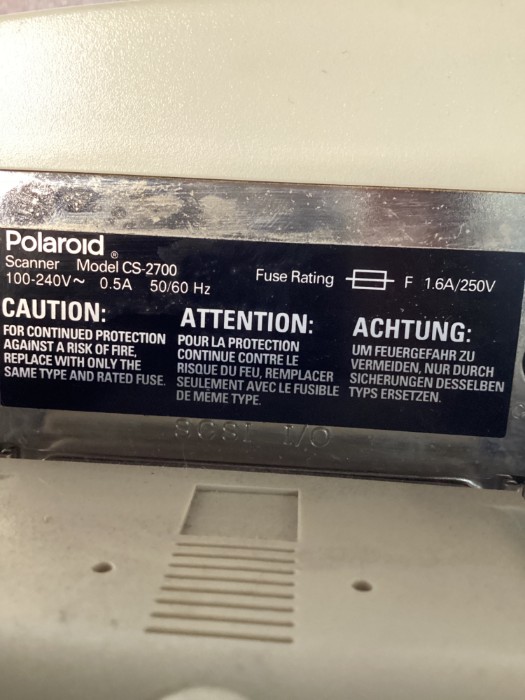 Polaroid®
Scanner Model CS-2700
100-240V~ 0.5A 50/60 Hz
Fuse Rating F 1.6A/250V
CAUTION:
FOR CONTINUED PROTECTION
AGAINST A RISK OF FIRE,
REPLACE WITH ONLY THE
SAME TYPE AND RATED FUSE.
ATTENTION:
POUR LA PROTECTION
CONTINUE CONTRE LE
RISQUE DU FEU, REMPLACER
SEULEMENT AVEC LE FUSIBLE
DE MÊME TYPE.
ACHTUNG:
UM FEUERGEFAHR ZU
VERMEIDEN, NUR DURCH
SICHERUNGEN DESSELBEN
TYPS ERSETZEN.
SCSI I/O